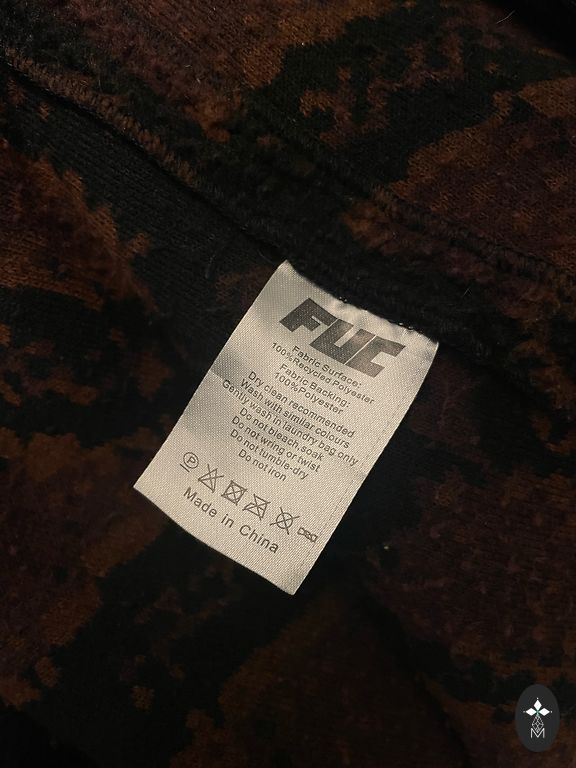 FUC
Fabric Surface:
100%Recycled Polyester
Fabric Backing:
100%Polyester
Dry clean recommended
Wash with similar colours
Gently wash in laundry bag only
Do not bleach,soak
Do not wring or twist
Do not tumble-dry
Do not iron
P
Made in China
M